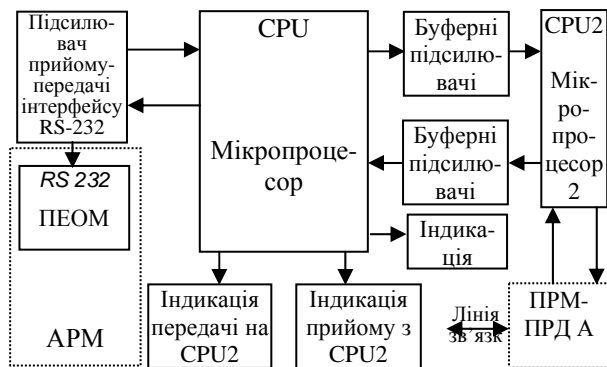 Підсилю-
вач
прийому-
передачі
інтерфейсу
RS-232
CPU
Мікропроце-
сор
Буферні
підсилю-
вачі
CPU2
Мік-
ро-
про-
цесор
2
Буферні
підсилю-
вачі
RS 232
ПЕОМ
АРМ
Індика-
ція
Індикація
передачі на
CPU2
Індикація
прийому з
CPU2
Лінія
зв’язк
ПРМ-
ПРД А